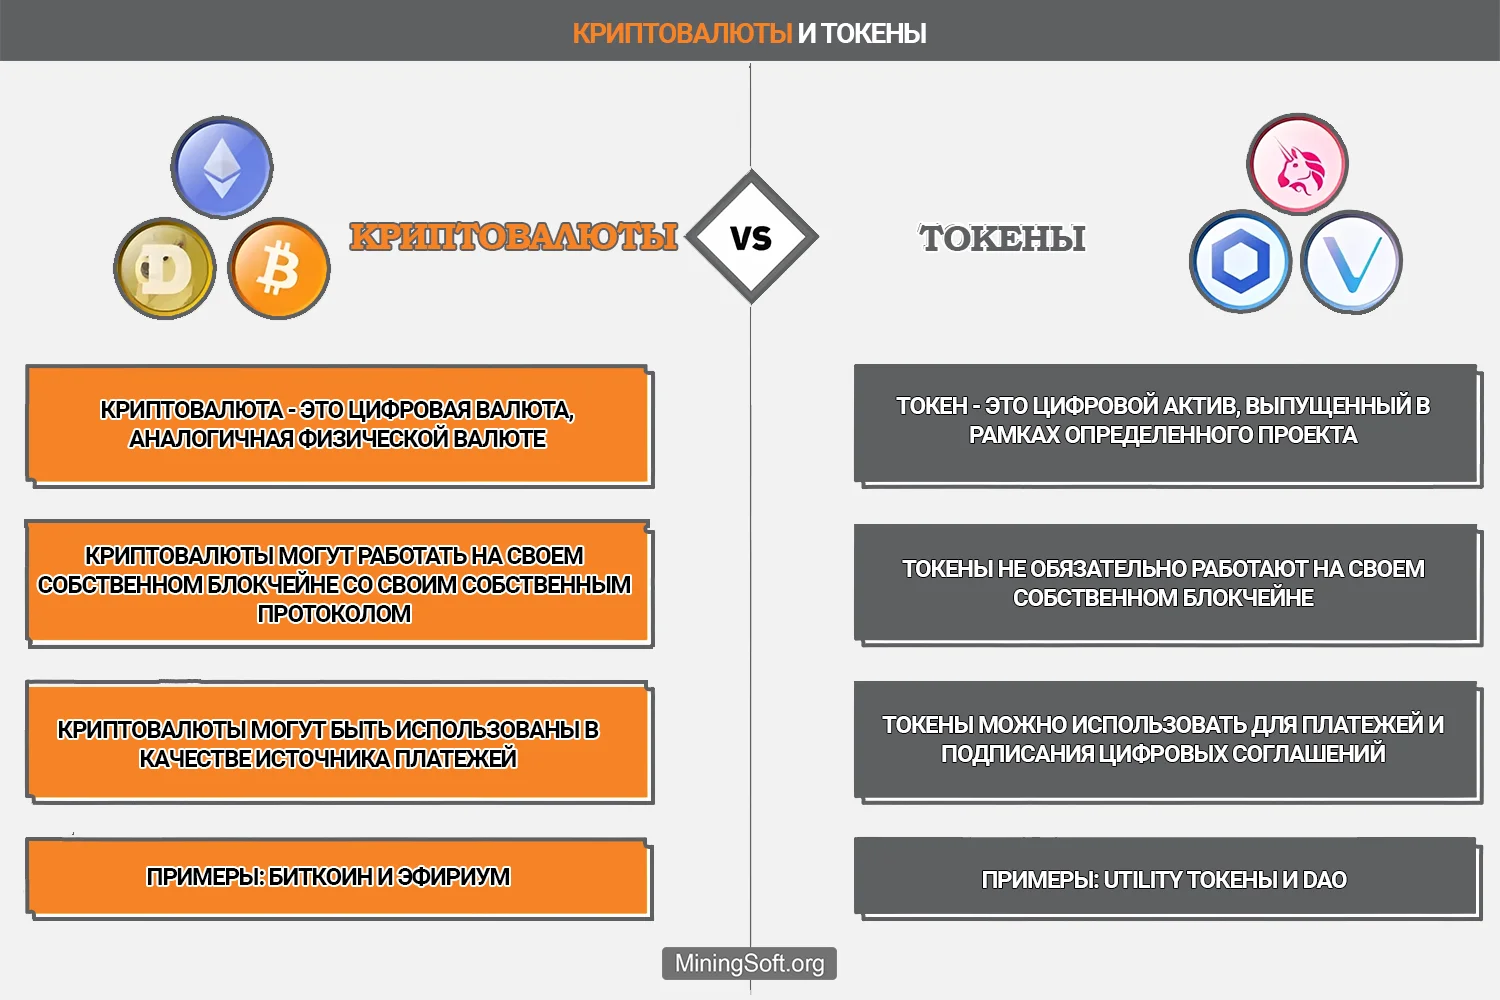 КРИПТОВАЛЮТЫ И ТОКЕНЫ
КРИПТОВАЛЮТЫ
VS
ТОКЕНЫ
КРИПТОВАЛЮТА - ЭТО ЦИФРОВАЯ ВАЛЮТА,
АНАЛОГИЧНАЯ ФИЗИЧЕСКОЙ ВАЛЮТЕ
ТОКЕН - ЭТО ЦИФРОВОЙ АКТИВ, ВЫПУЩЕННЫЙ В
РАМКАХ ОПРЕДЕЛЕННОГО ПРОЕКТА
КРИПТОВАЛЮТЫ МОГУТ РАБОТАТЬ НА СВОЕМ
СОБСТВЕННОМ БЛОКЧЕЙНЕ СО СВОИМ СОБСТВЕННЫМ
ПРОТОКОЛОМ
ТОКЕНЫ НЕ ОБЯЗАТЕЛЬНО РАБОТАЮТ НА СВОЕМ
СОБСТВЕННОМ БЛОКЧЕЙНЕ
КРИПТОВАЛЮТЫ МОГУТ БЫТЬ ИСПОЛЬЗОВАНЫ В
КАЧЕСТВЕ ИСТОЧНИКА ПЛАТЕЖЕЙ
ТОКЕНЫ МОЖНО ИСПОЛЬЗОВАТЬ ДЛЯ ПЛАТЕЖЕЙ И
ПОДПИСАНИЯ ЦИФРОВЫХ СОГЛАШЕНИЙ
ПРИМЕРЫ: БИТКОИН И ЭФИРИУМ
ПРИМЕРЫ: UTILITY ТОКЕНЫ И DAO
MiningSoft.org